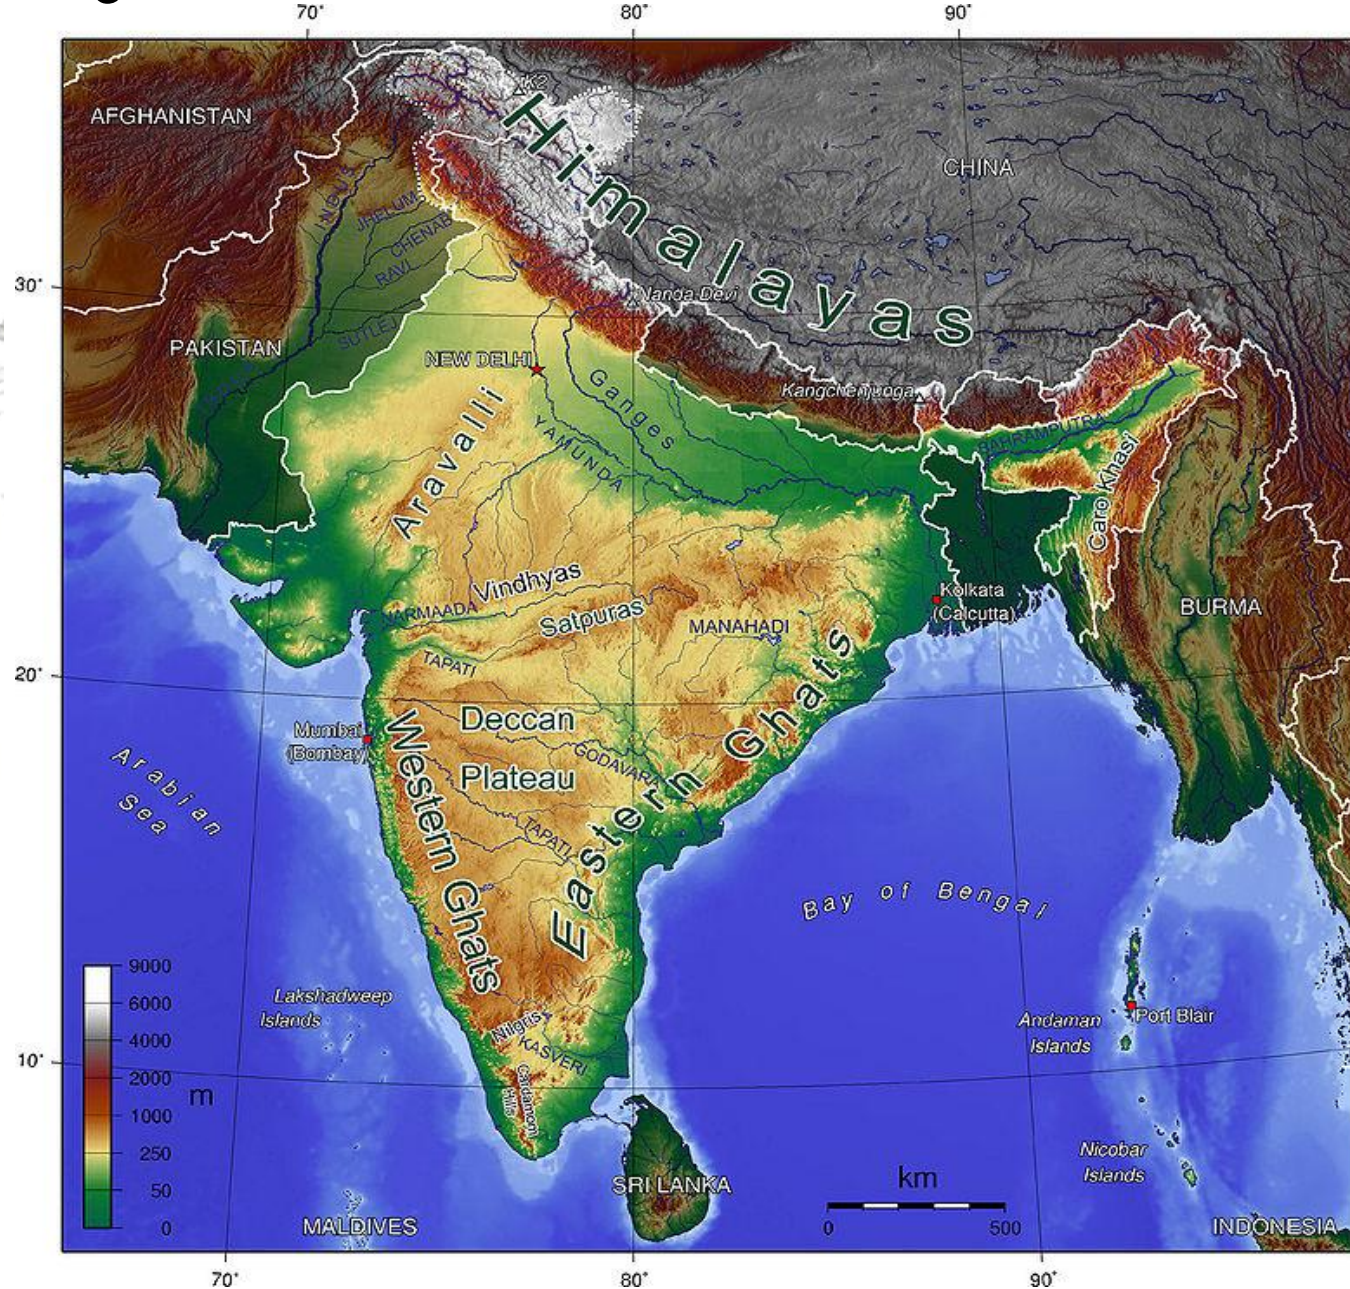 70°
80°
90°
AFGHANISTAN
K2
Himalayas
CHINA
INDUS
JHELUM
CHENAB
RAVI
SUTLEJ
30°
Nanda Devi
PAKISTAN
NEW DELHI
Ganges
Kangchenjunga
Aravalli
YAMUNDA
BAHRAMPUTRA
Caro Khasi
Vindhyas
Satpuras
NARMAADA
MANAHADI
Kolkata
(Calcutta)
BURMA
TAPATI
20°
Deccan
Plateau
Mumbai
(Bombay)
Western Ghats
Eastern Ghats
GODAVARA
TAPATI
Arabian
Sea
Bay of Bengal
9000
6000
4000
2000
1000
250
50
0
m
Lakshadweep
Islands
Nilgris
KASVERI
Cardamom
Hills
Andaman
Islands
Port Blair
10°
Nicobar
Islands
SRI LANKA
km
0
500
MALDIVES
INDONESIA
70°
80°
90°